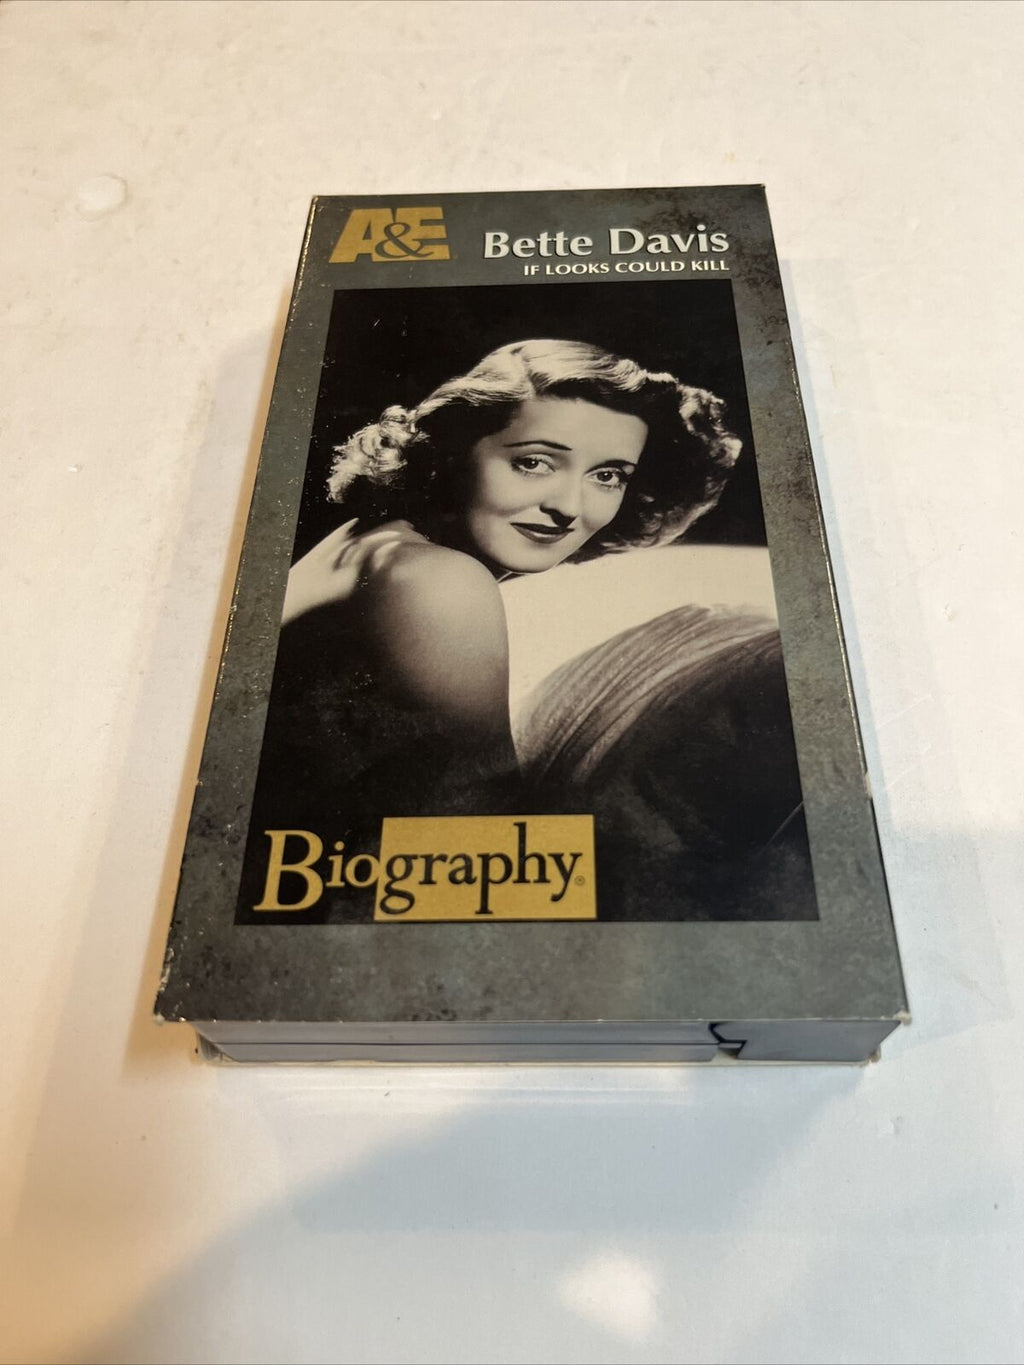 A&E
Bette Davis
IF LOOKS COULD KILL
Biography®